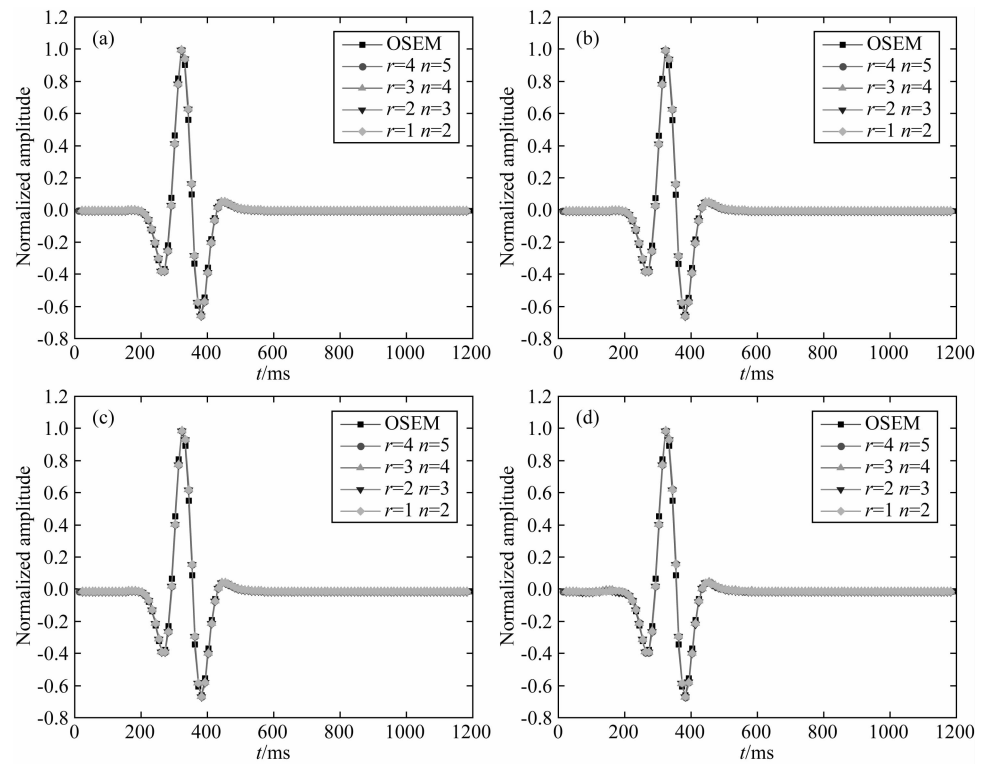 (a)
OSEM
r=4 n=5
r=3 n=4
r=2 n=3
r=1 n=2
Normalized amplitude
1.2
1.0
0.8
0.6
0.4
0.2
0.0
-0.2
-0.4
-0.6
-0.8
0 200 400 600 800 1000 1200
t/ms
(b)
OSEM
r=4 n=5
r=3 n=4
r=2 n=3
r=1 n=2
Normalized amplitude
1.2
1.0
0.8
0.6
0.4
0.2
0.0
-0.2
-0.4
-0.6
-0.8
0 200 400 600 800 1000 1200
t/ms
(c)
OSEM
r=4 n=5
r=3 n=4
r=2 n=3
r=1 n=2
Normalized amplitude
1.2
1.0
0.8
0.6
0.4
0.2
0.0
-0.2
-0.4
-0.6
-0.8
0 200 400 600 800 1000 1200
t/ms
(d)
OSEM
r=4 n=5
r=3 n=4
r=2 n=3
r=1 n=2
Normalized amplitude
1.2
1.0
0.8
0.6
0.4
0.2
0.0
-0.2
-0.4
-0.6
-0.8
0 200 400 600 800 1000 1200
t/ms